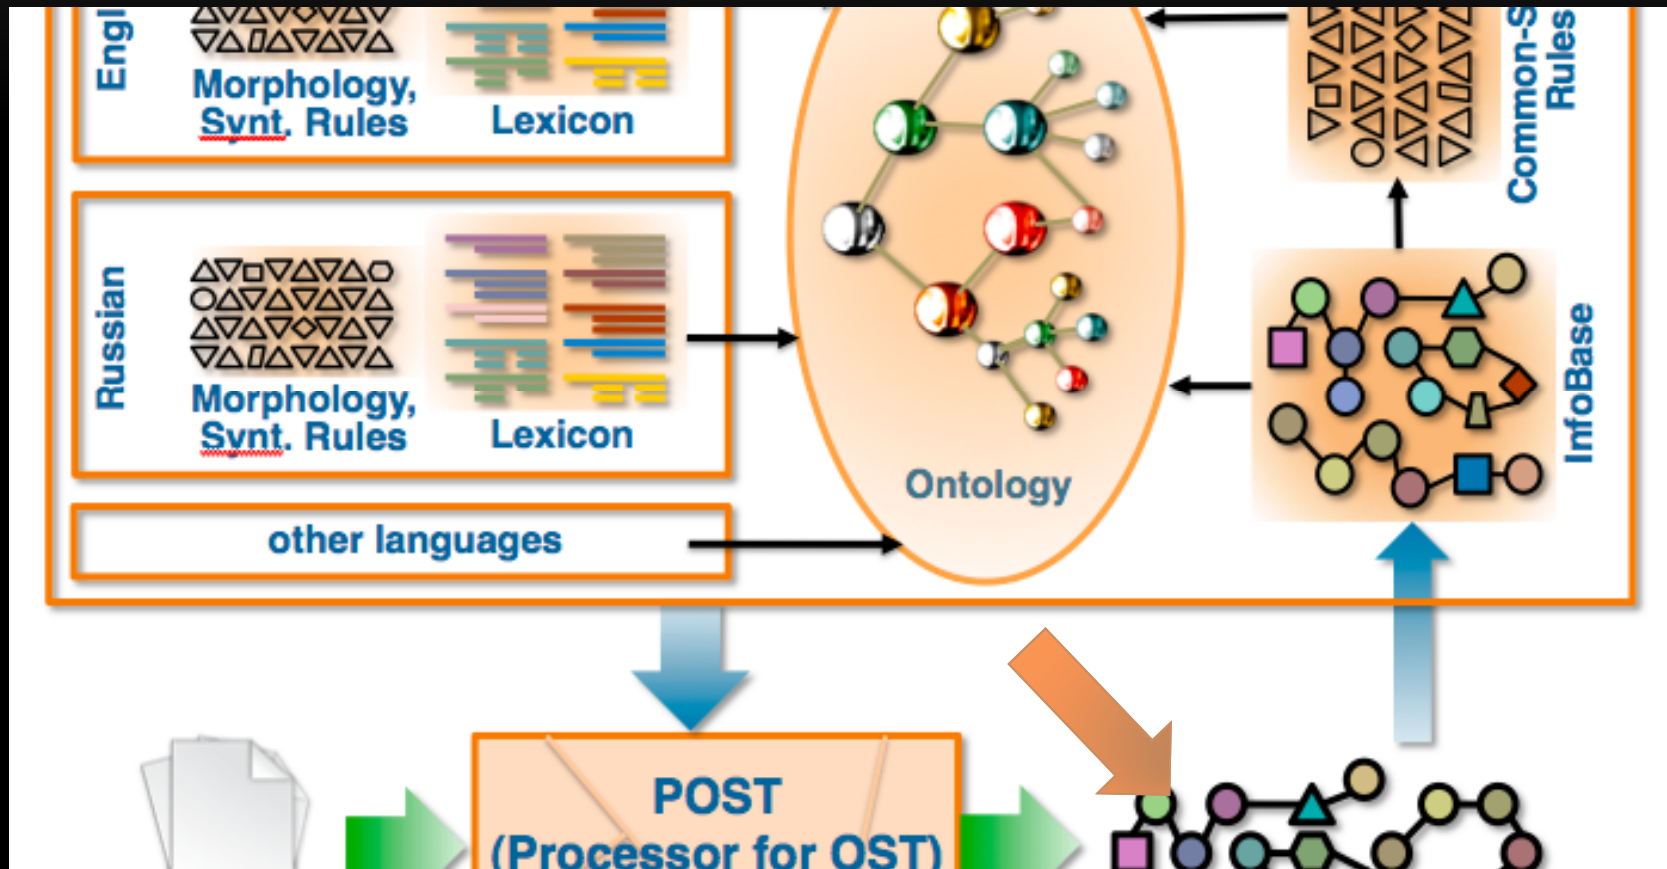 Engl
Morphology,
Synt. Rules
Lexicon
Common-S
Rules
Russian
Morphology,
Synt. Rules
Lexicon
Ontology
InfoBase
other languages
POST
(Processor for OST)